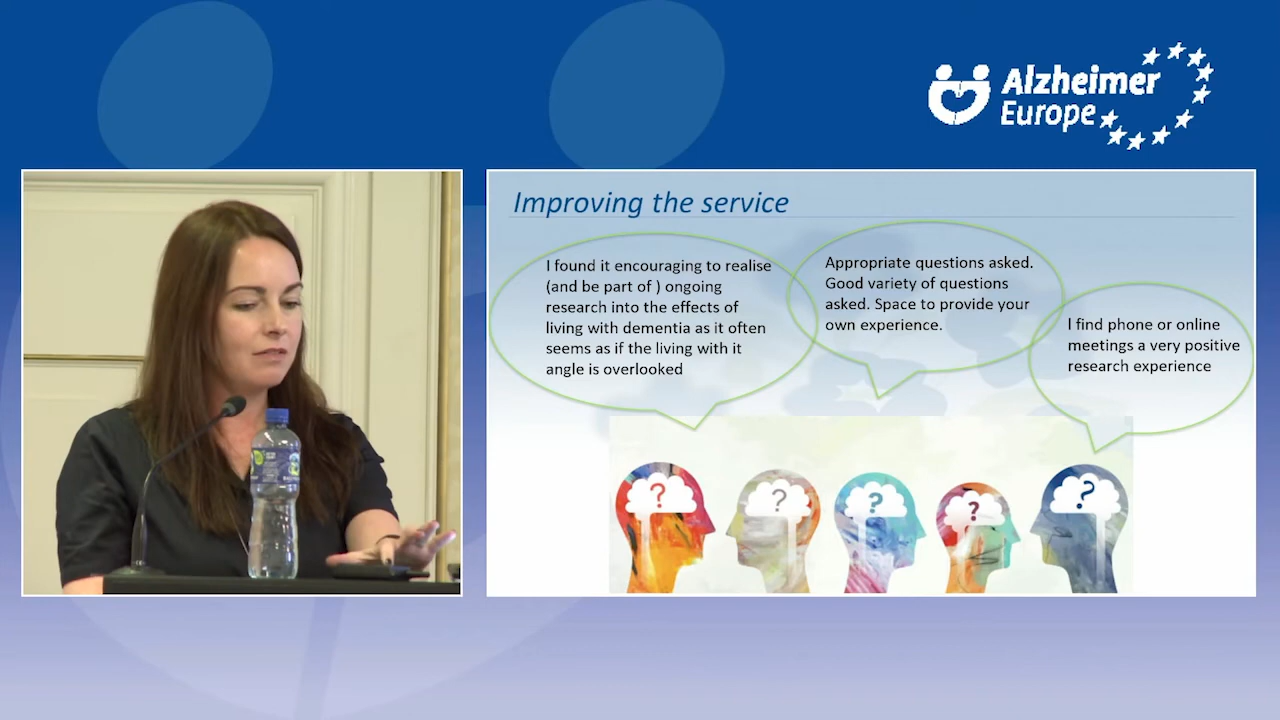 Alzheimer
Europe
Improving the service
I found it encouraging to realise
(and be part of ) ongoing
research into the effects of
living with dementia as it often
seems as if the living with it
angle is overlooked
Appropriate questions asked.
Good variety of questions
asked. Space to provide your
own experience.
I find phone or online
meetings a very positive
research experience
?
?
?
?
?